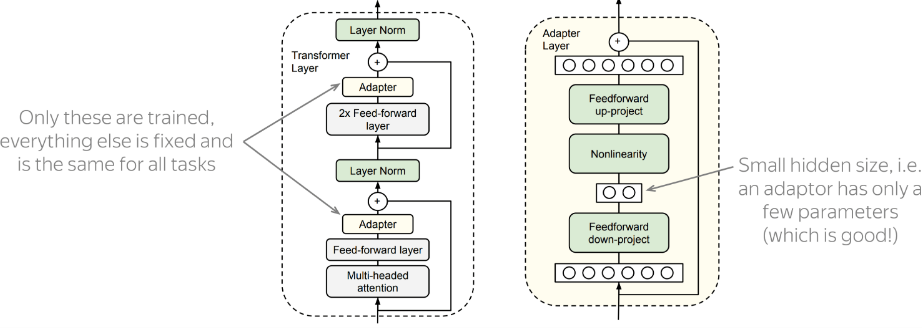 Only these are trained,
everything else is fixed and
is the same for all tasks
Transformer
Layer
Layer Norm
+
Adapter
2x Feed-forward
layer
Layer Norm
+
Adapter
Feed-forward layer
Multi-headed
attention
Adapter
Layer
+
Feedforward
up-project
Nonlinearity
Feedforward
down-project
Small hidden size, i.e.
an adaptor has only a
few parameters
(which is good!)